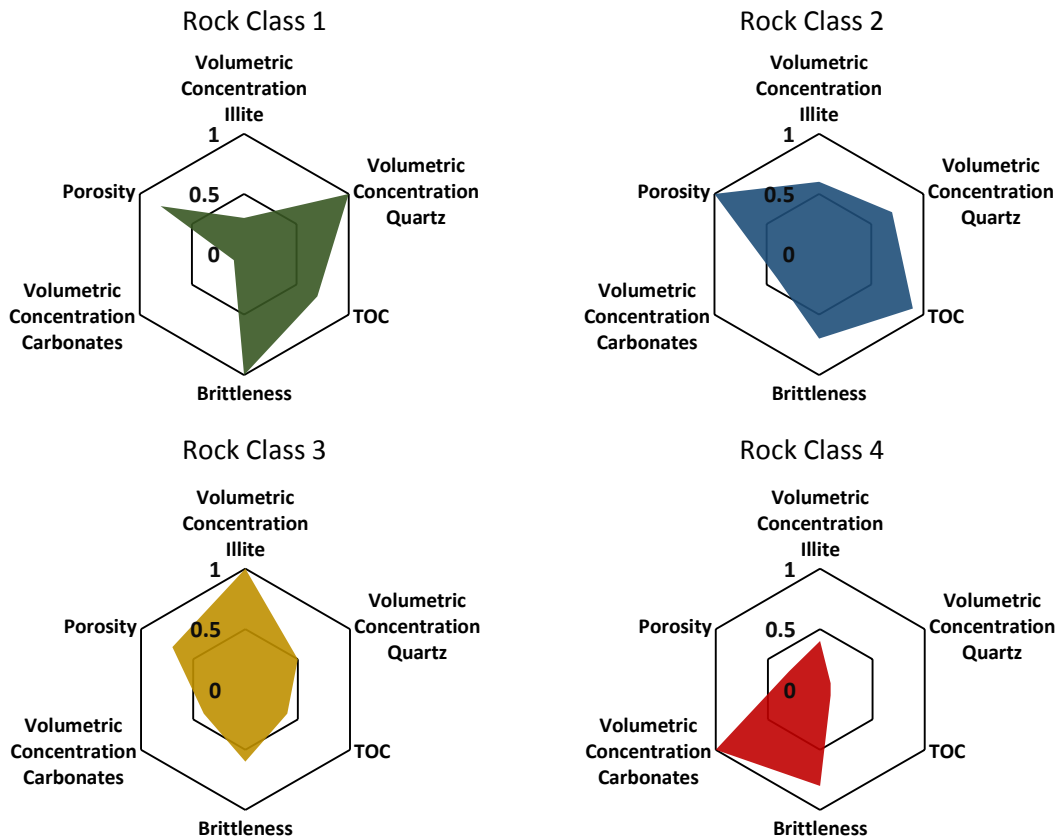 Rock Class 1
Volumetric
Concentration
Illite
1
Volumetric
Concentration
Quartz
Porosity
0.5
0
Volumetric
Concentration
Carbonates
TOC
Brittleness
Rock Class 2
Volumetric
Concentration
Illite
1
Volumetric
Concentration
Quartz
Porosity
0.5
0
Volumetric
Concentration
Carbonates
TOC
Brittleness
Rock Class 3
Volumetric
Concentration
Illite
1
Volumetric
Concentration
Quartz
Porosity
0.5
0
Volumetric
Concentration
Carbonates
TOC
Brittleness
Rock Class 4
Volumetric
Concentration
Illite
1
Volumetric
Concentration
Quartz
Porosity
0.5
0
Volumetric
Concentration
Carbonates
TOC
Brittleness